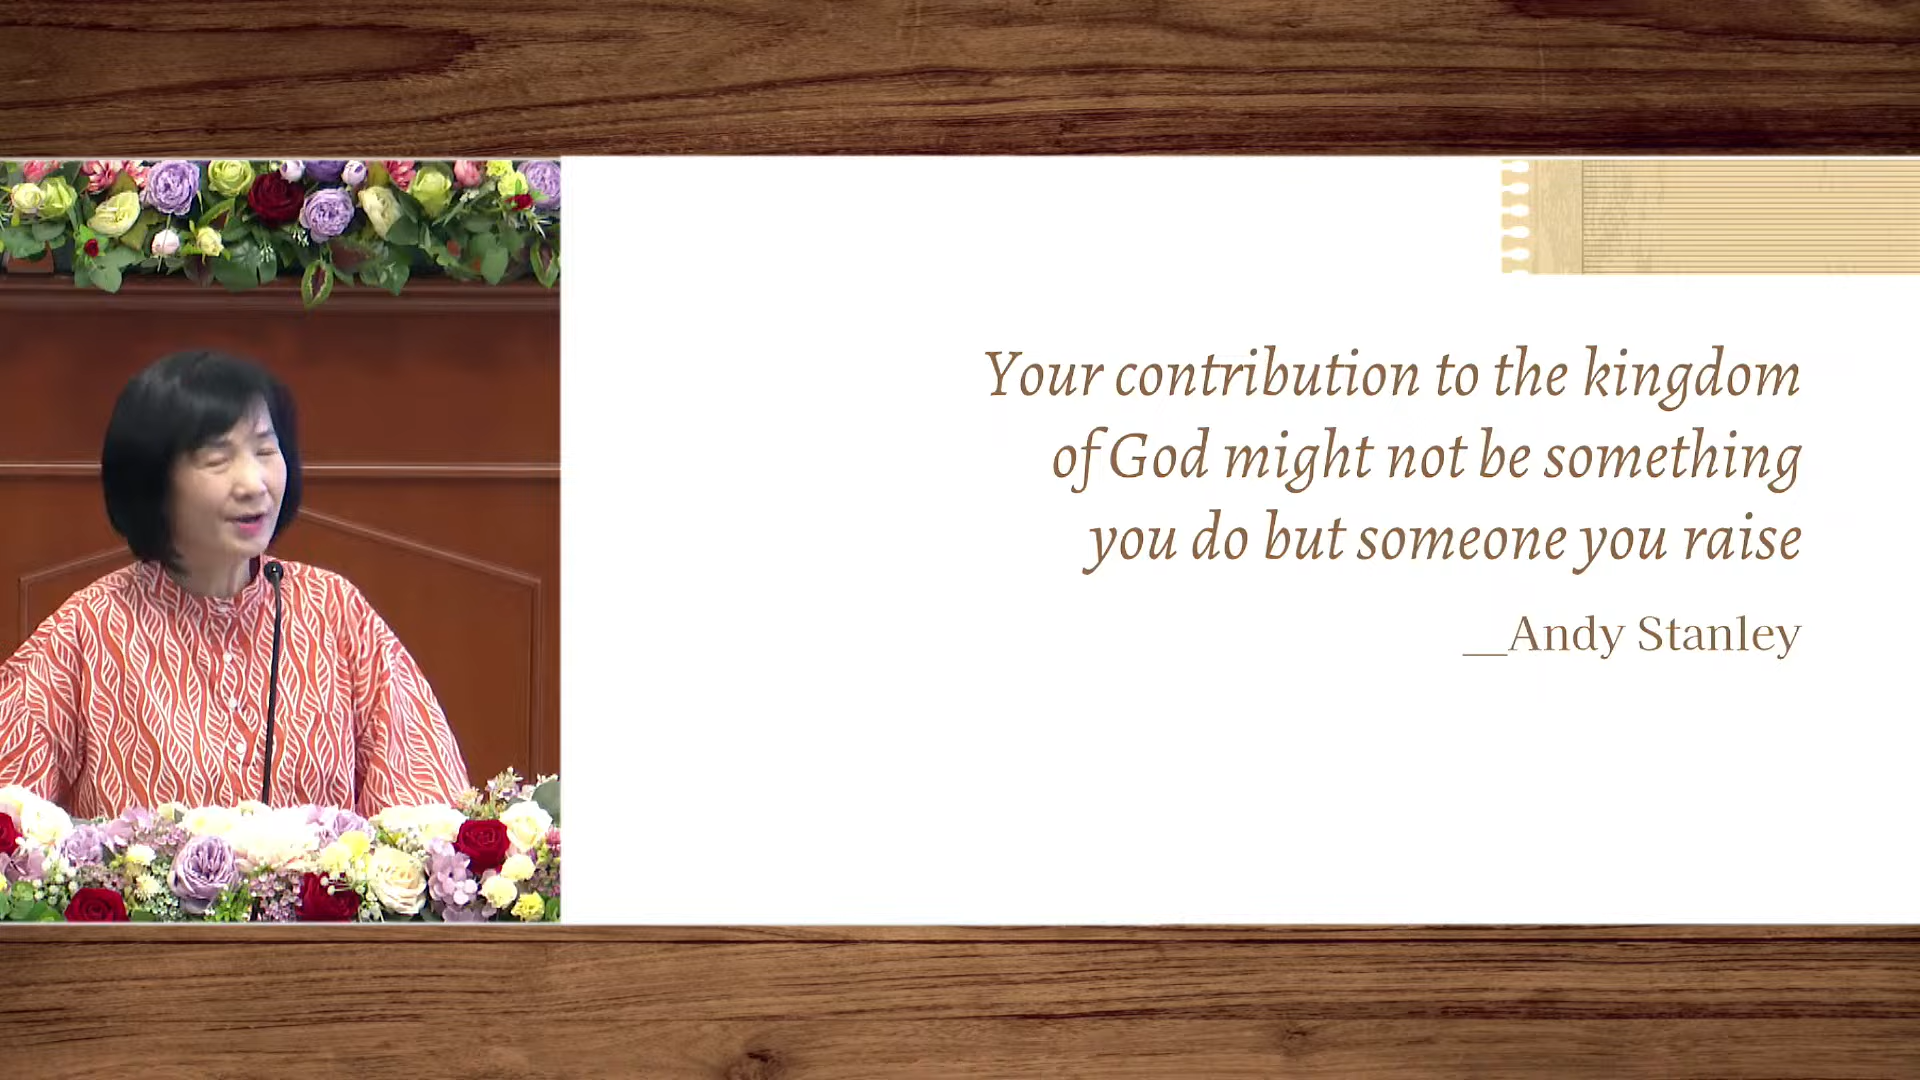 Your contribution to the kingdom
of God might not be something
you do but someone you raise
__Andy Stanley